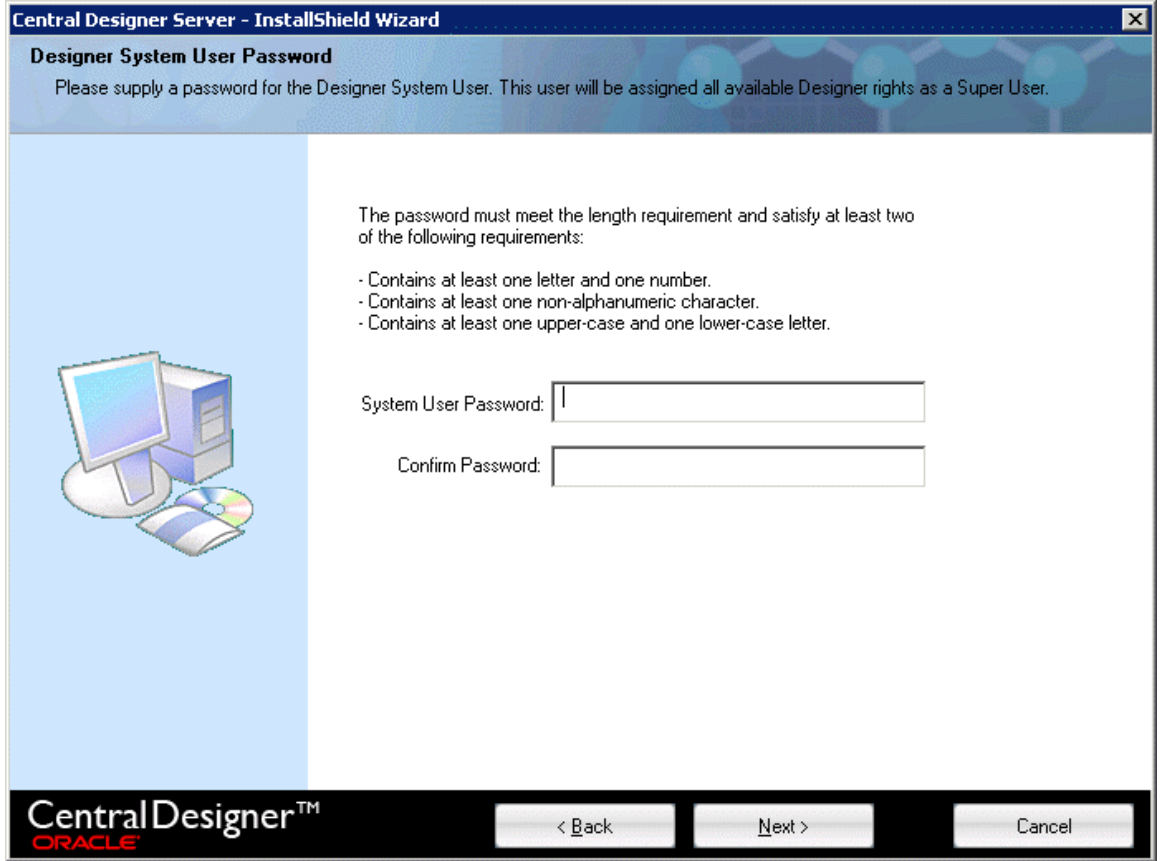 Central Designer Server - InstallShield Wizard
Designer System User Password
Please supply a password for the Designer System User. This user will be assigned all available Designer rights as a Super User.
The password must meet the length requirement and satisfy at least two
of the following requirements:
- Contains at least one letter and one number.
- Contains at least one non-alphanumeric character.
- Contains at least one upper-case and one lower-case letter.
System User Password:
Confirm Password:
Central Designer™
ORACLE
< Back
Next >
Cancel